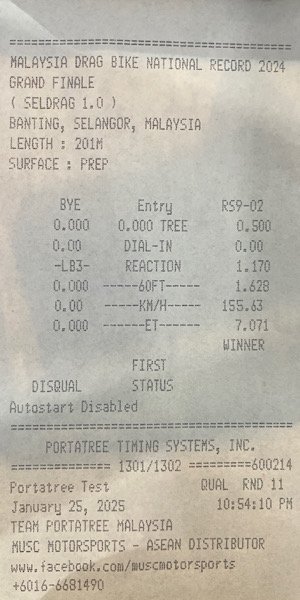 ==========================================
MALAYSIA DRAG BIKE NATIONAL RECORD 2024
GRAND FINALE
( SELDRAG 1.0 )
BANTING, SELANGOR, MALAYSIA
LENGTH : 201M
SURFACE : PREP
BYE Entry RS9-02
0.000 0.000 TREE 0.500
0.00 DIAL-IN 0.00
-LB3- REACTION 1.170
0.000 ------60FT----- 1.628
0.00 -----KM/H----- 155.63
0.000 -------ET------ 7.071
WINNER
FIRST
DISQUAL STATUS
Autostart Disabled
==========================================
PORTATREE TIMING SYSTEMS, INC.
=============== 1301/1302 =========600214
Portatree Test QUAL RND 11
January 25, 2025 10:54:10 PM
TEAM PORTATREE MALAYSIA
MUSC MOTORSPORTS - ASEAN DISTRIBUTOR
www.facebook.com/muscmotorsports
+6016-6681490